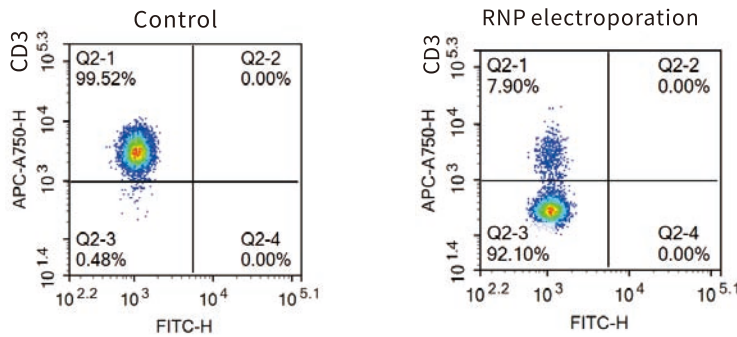 Control
CD3
APC-A750-H
10^5.3
10^4
10^3
10^1.4
Q2-1
99.52%
Q2-2
0.00%
Q2-3
0.48%
Q2-4
0.00%
10^2.2
10^3
10^4
10^5.1
FITC-H
RNP electroporation
CD3
APC-A750-H
10^5.3
10^4
10^3
10^1.4
Q2-1
7.90%
Q2-2
0.00%
Q2-3
92.10%
Q2-4
0.00%
10^2.2
10^3
10^4
10^5.1
FITC-H